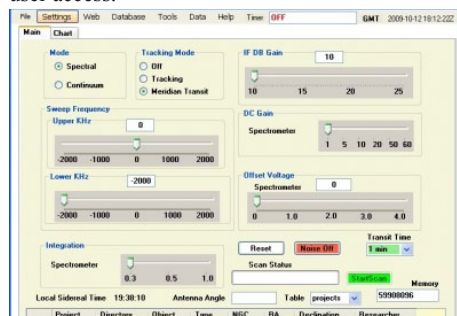 user access.
File Settings Web Database Tools Data Help Timer OFF GMT 2009-10-12 18:12:22Z
Main Chart
Mode Tracking Mode IF DB Gain
Spectral Off 10
Continuum Tracking
Meridian Transit 10 15 20 25
Sweep Frequency
Upper KHz 0 DC Gain
Spectrometer
-2000 -1000 0 1000 2000 1 5 10 20 50 60
Lower KHz -2000 Offset Voltage
Spectrometer 0
-2000 -1000 0 1000 2000 0 1.0 2.0 3.0 4.0
Transit Time
Integration Reset Noise Off 1 min
Spectrometer Scan Status
0.3 0.5 1.0 StartScan Memory
Local Sidereal Time 19:38:10 Antenna Angle Table projects 59908096
Project Directors Object Type NGC RA Declination Researcher